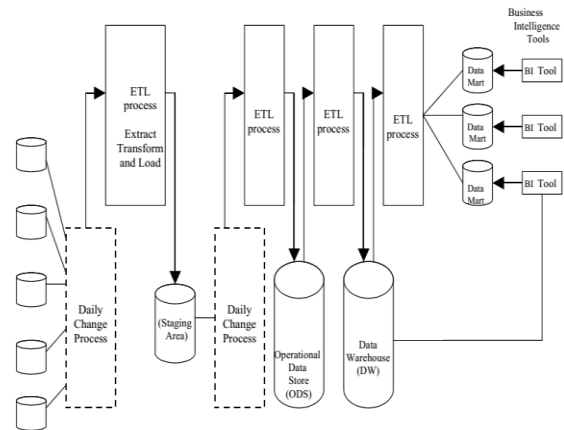 Business
Intelligence
Tools
ETL
process
Extract
Transform
and Load
ETL
process
ETL
process
ETL
process
Data
Mart
BI Tool
Data
Mart
BI Tool
Data
Mart
BI Tool
Daily
Change
Process
(Staging
Area)
Daily
Change
Process
Operational
Data
Store
(ODS)
Data
Warehouse
(DW)